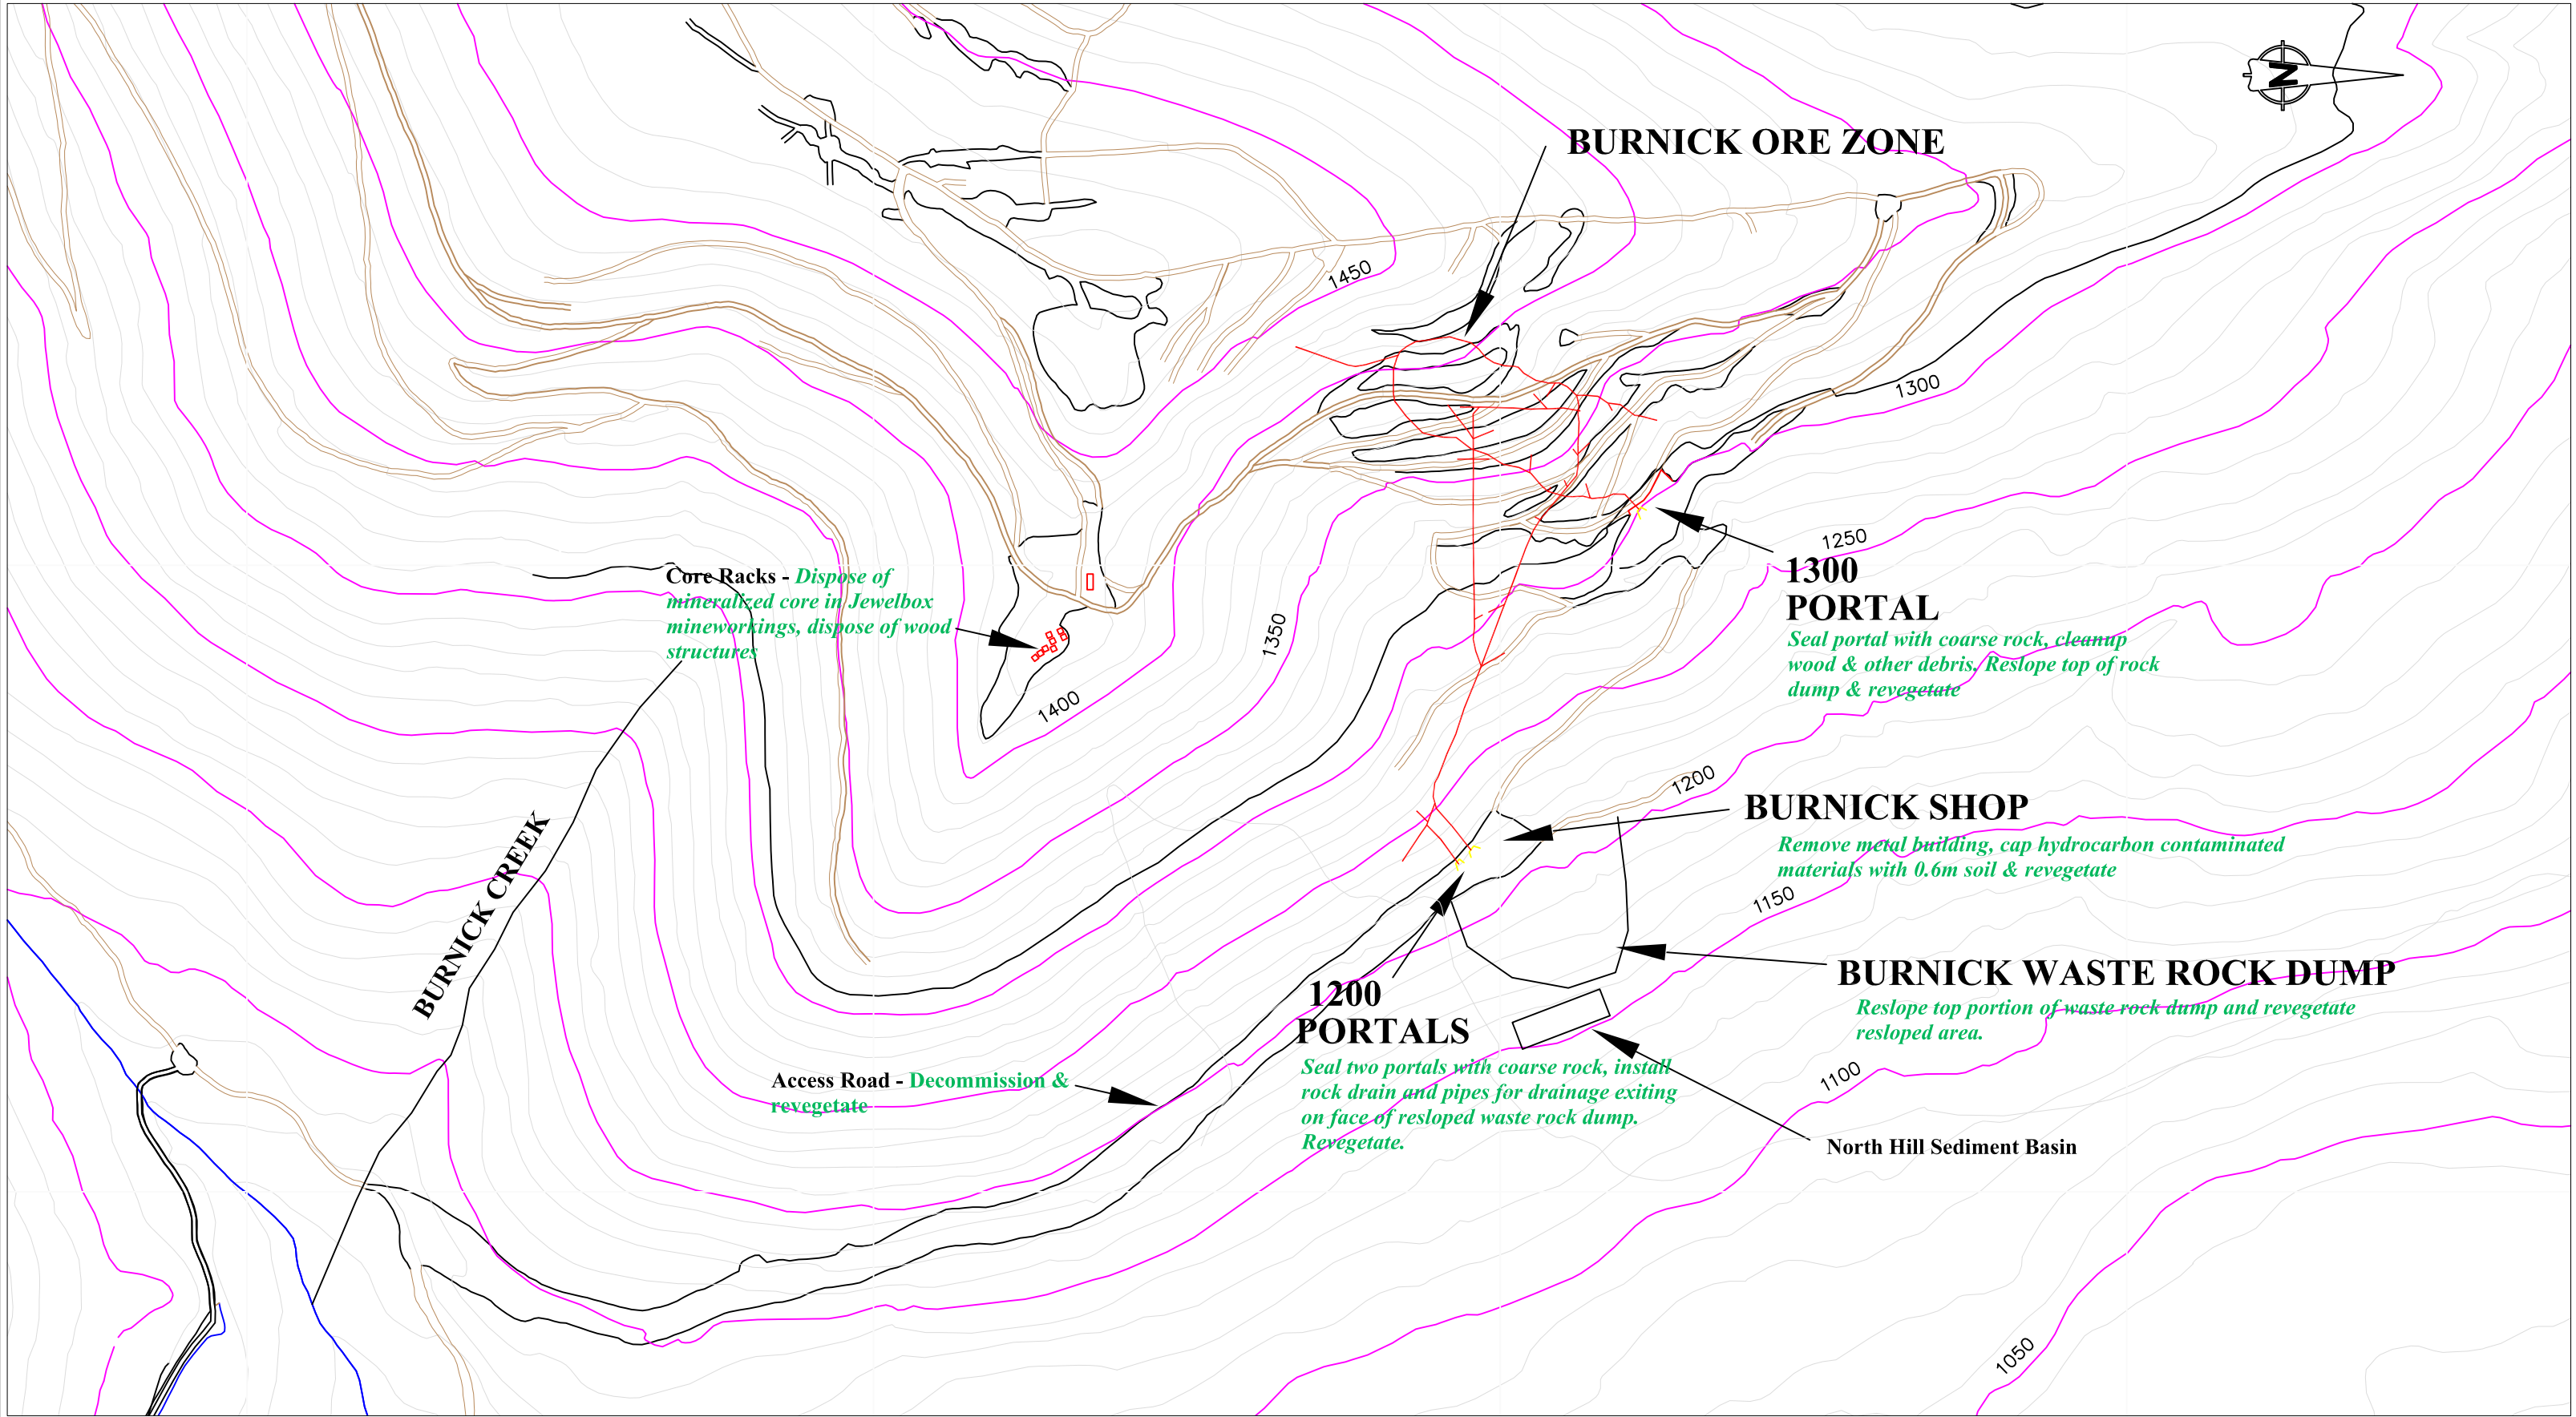 N
BURNICK ORE ZONE
1450
1300
1250
1300
PORTAL
Seal portal with coarse rock, cleanup
wood & other debris. Reslope top of rock
dump & revegetate
Core Racks - Dispose of
mineralized core in Jewelbox
mineworkings, dispose of wood
structures
1350
1400
1200
BURNICK SHOP
Remove metal building, cap hydrocarbon contaminated
materials with 0.6m soil & revegetate
1150
BURNICK CREEK
BURNICK WASTE ROCK DUMP
Reslope top portion of waste rock dump and revegetate
resloped area.
1200
PORTALS
Seal two portals with coarse rock, install
rock drain and pipes for drainage exiting
on face of resloped waste rock dump.
Revegetate.
Access Road - Decommission &
revegetate
1100
North Hill Sediment Basin
1050